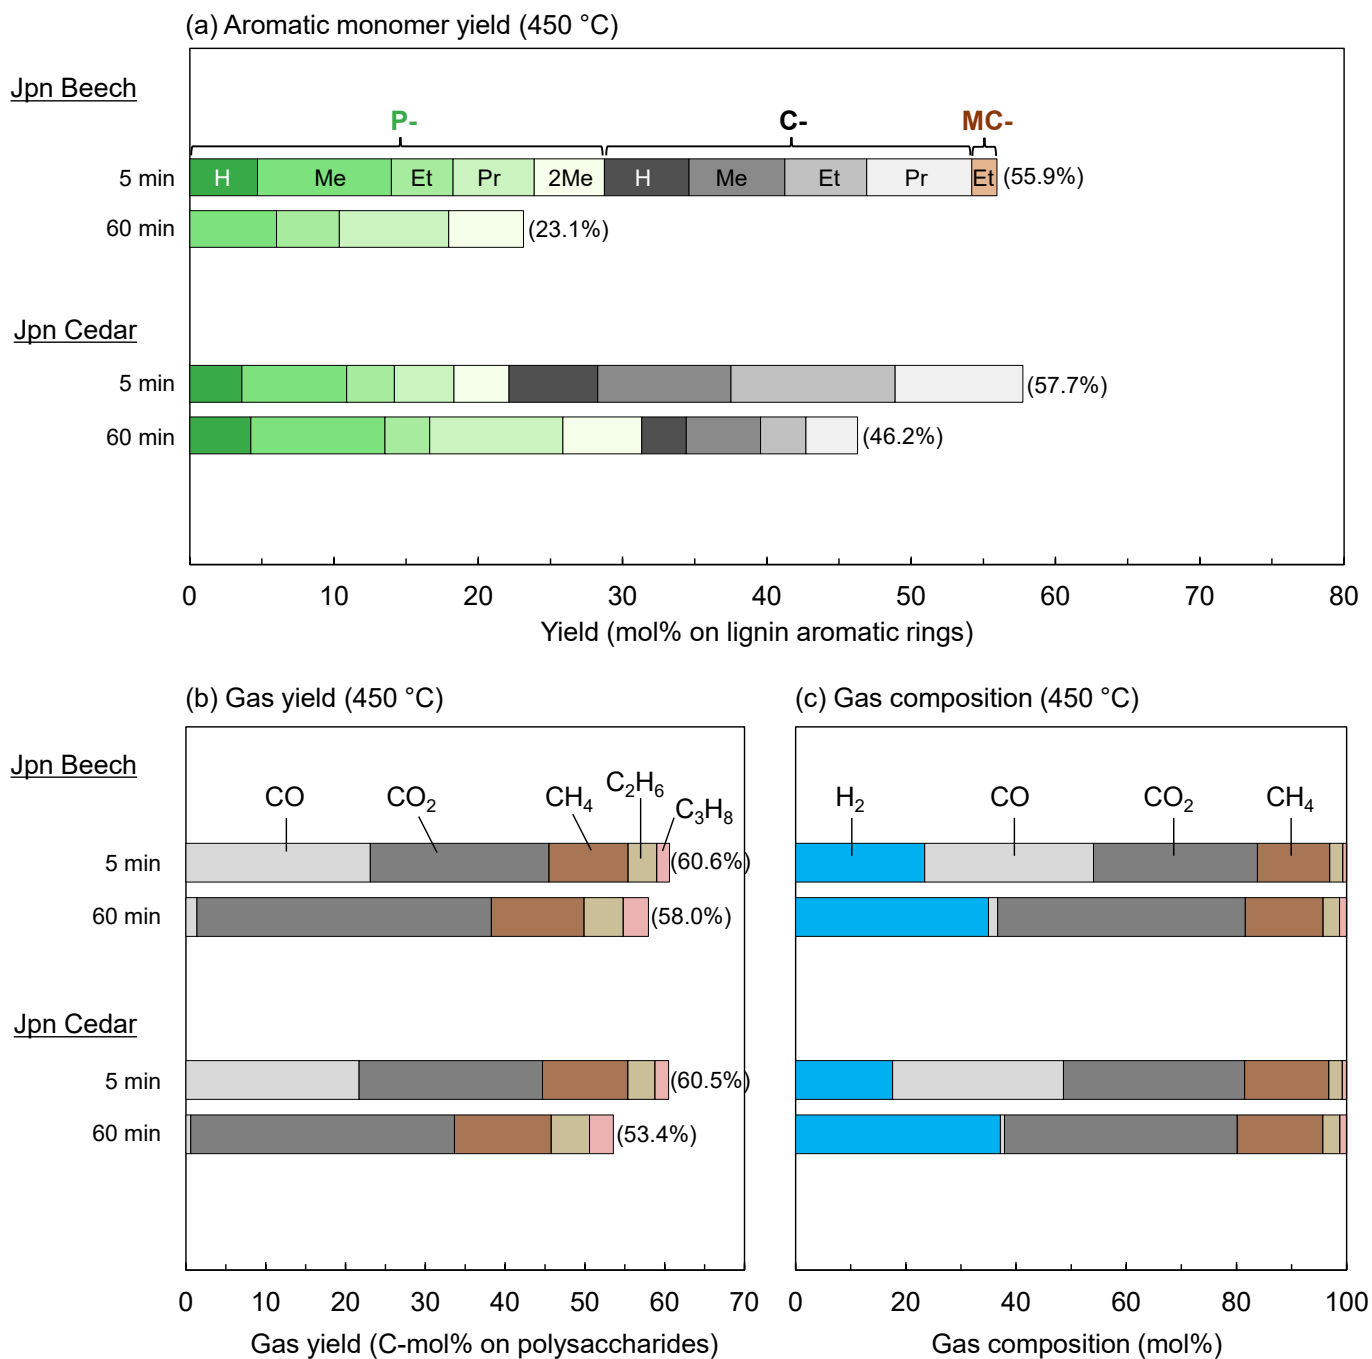 (a) Aromatic monomer yield (450 °C)
Jpn Beech
P-
C-
MC-
5 min
H
Me
Et
Pr
2Me
H
Me
Et
Pr
Et
(55.9%)
60 min
(23.1%)
Jpn Cedar
5 min
(57.7%)
60 min
(46.2%)
0
10
20
30
40
50
60
70
80
Yield (mol% on lignin aromatic rings)
(b) Gas yield (450 °C)
Jpn Beech
CO
CO₂
CH₄
C₂H₆
C₃H₈
5 min
(60.6%)
60 min
(58.0%)
Jpn Cedar
5 min
(60.5%)
60 min
(53.4%)
0
10
20
30
40
50
60
70
Gas yield (C-mol% on polysaccharides)
(c) Gas composition (450 °C)
H₂
CO
CO₂
CH₄
0
20
40
60
80
100
Gas composition (mol%)